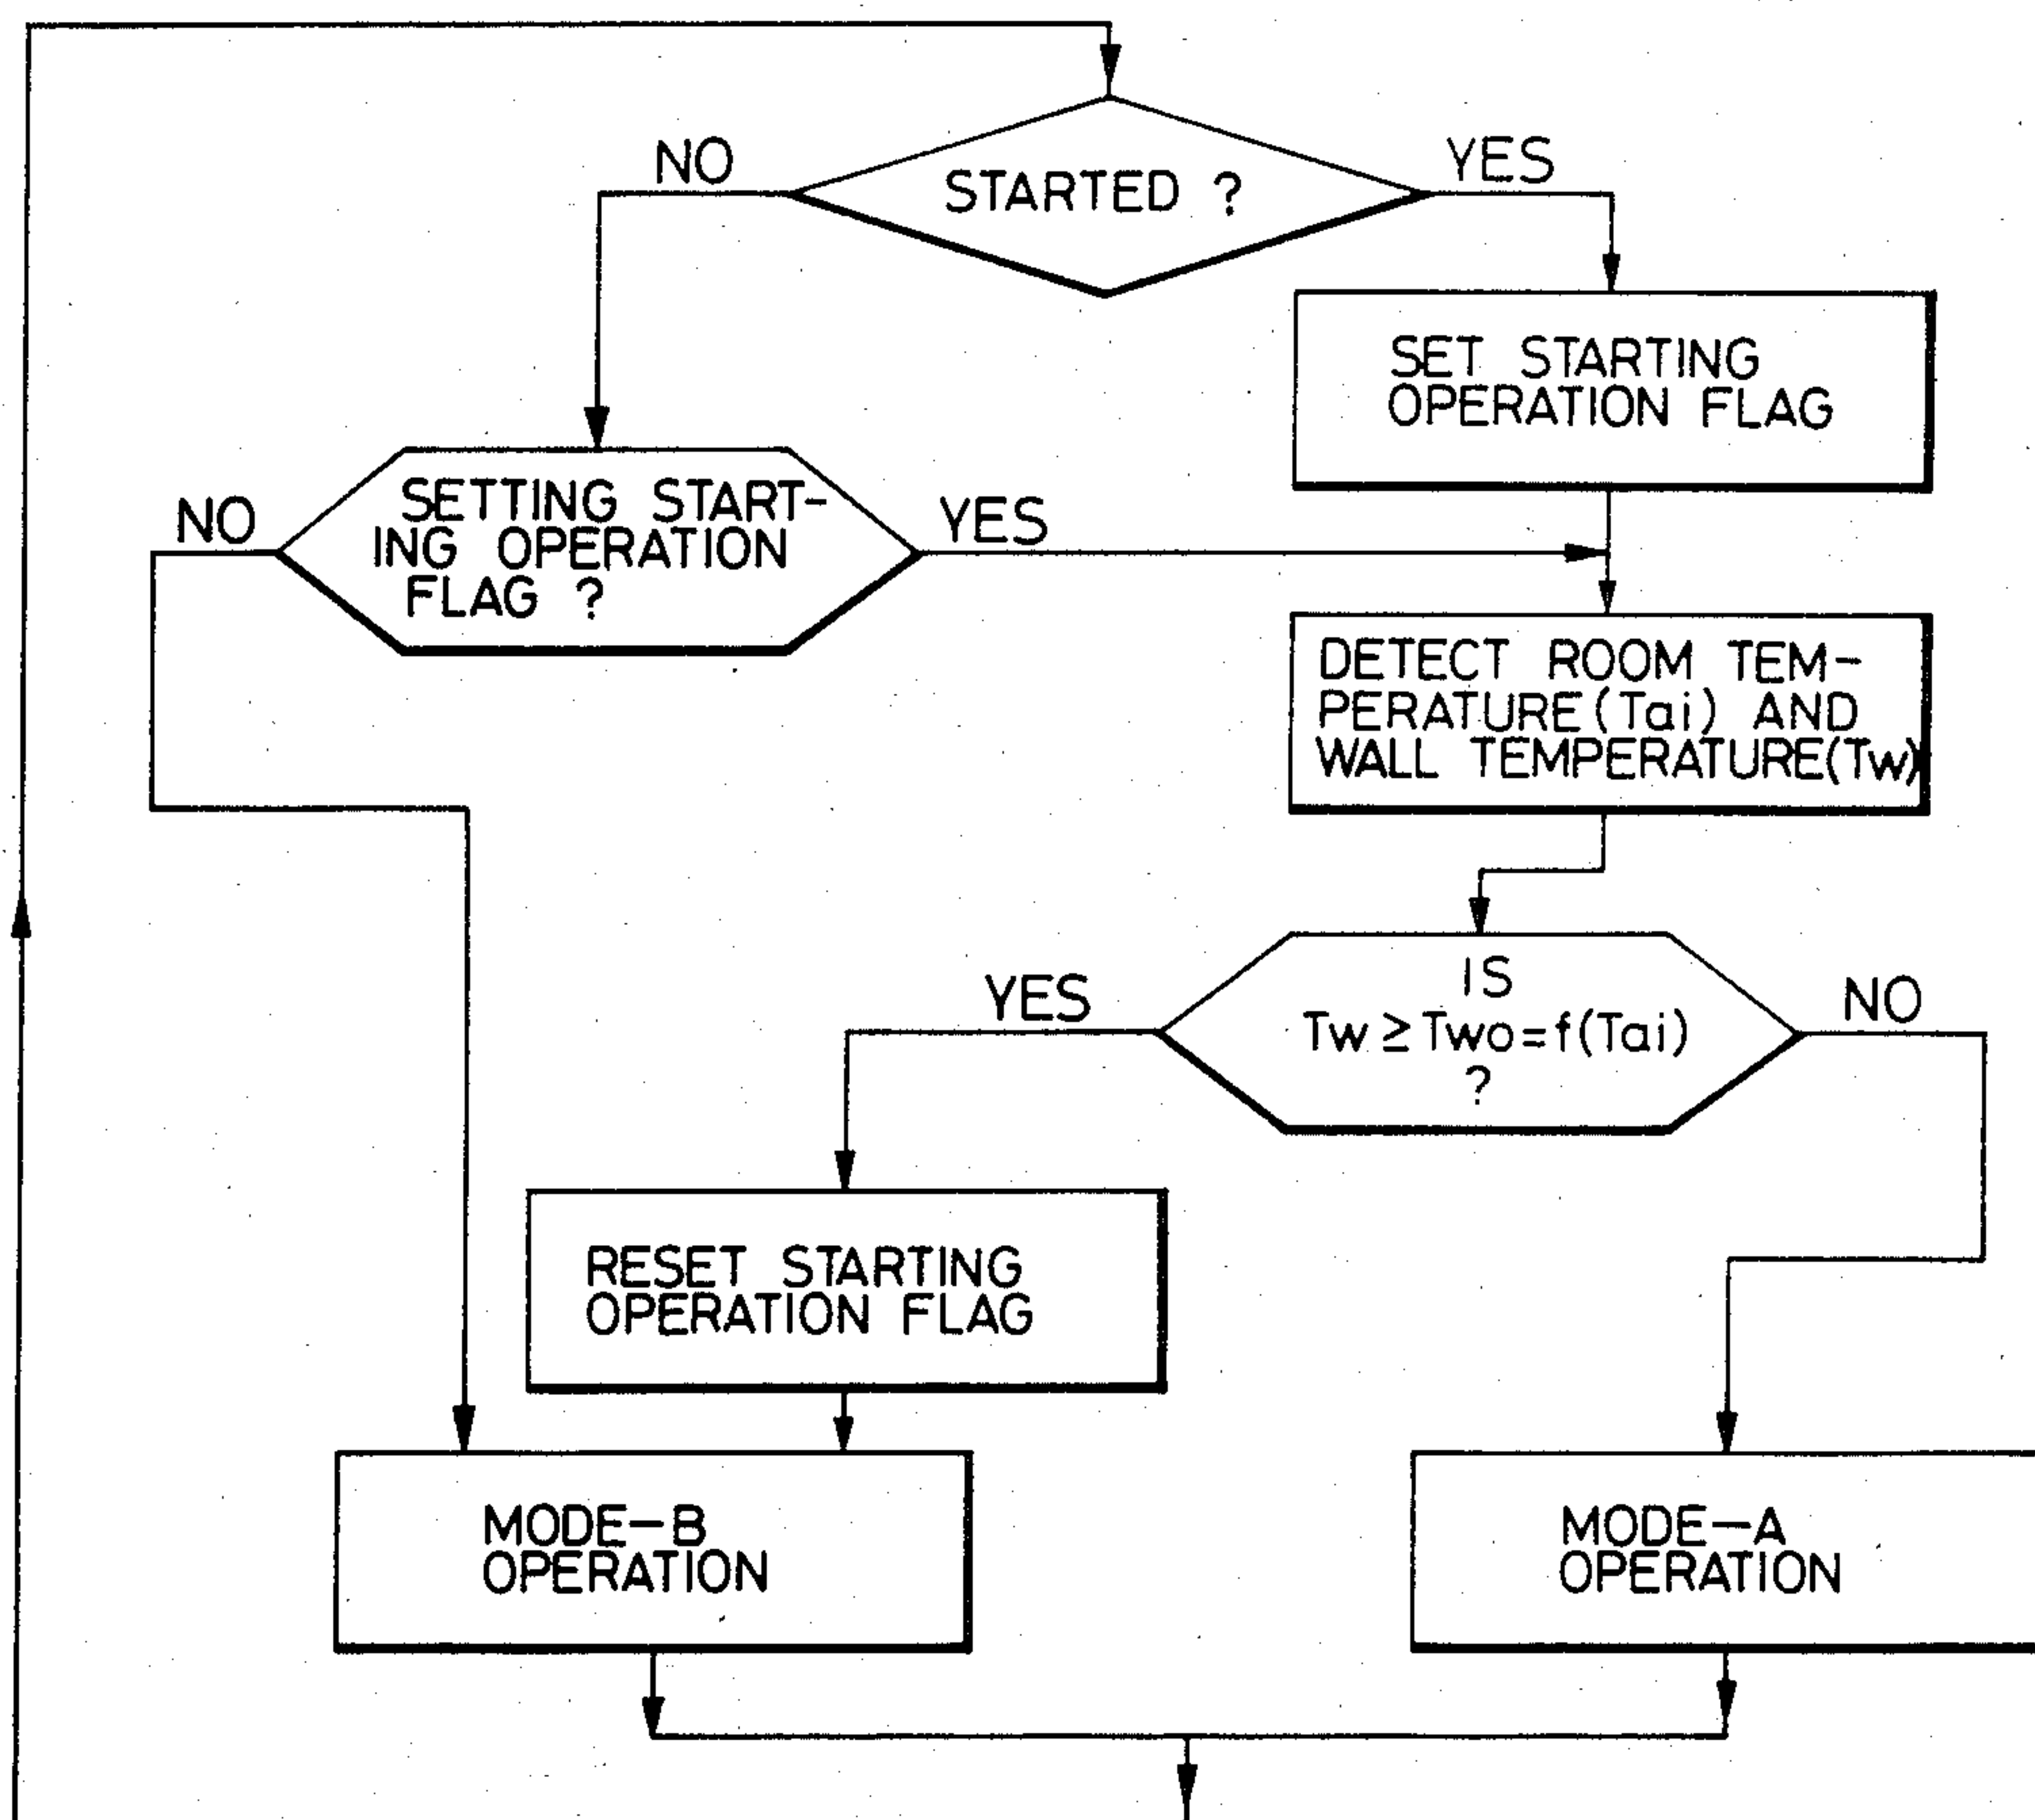 NO
STARTED ?
YES
SET STARTING
OPERATION FLAG
NO
SETTING START-
ING OPERATION
FLAG ?
YES
DETECT ROOM TEM-
PERATURE(Tai) AND
WALL TEMPERATURE(Tw)
YES
IS
Tw ≥ Two=f(Tai)
?
NO
RESET STARTING
OPERATION FLAG
MODE-B
OPERATION
MODE-A
OPERATION